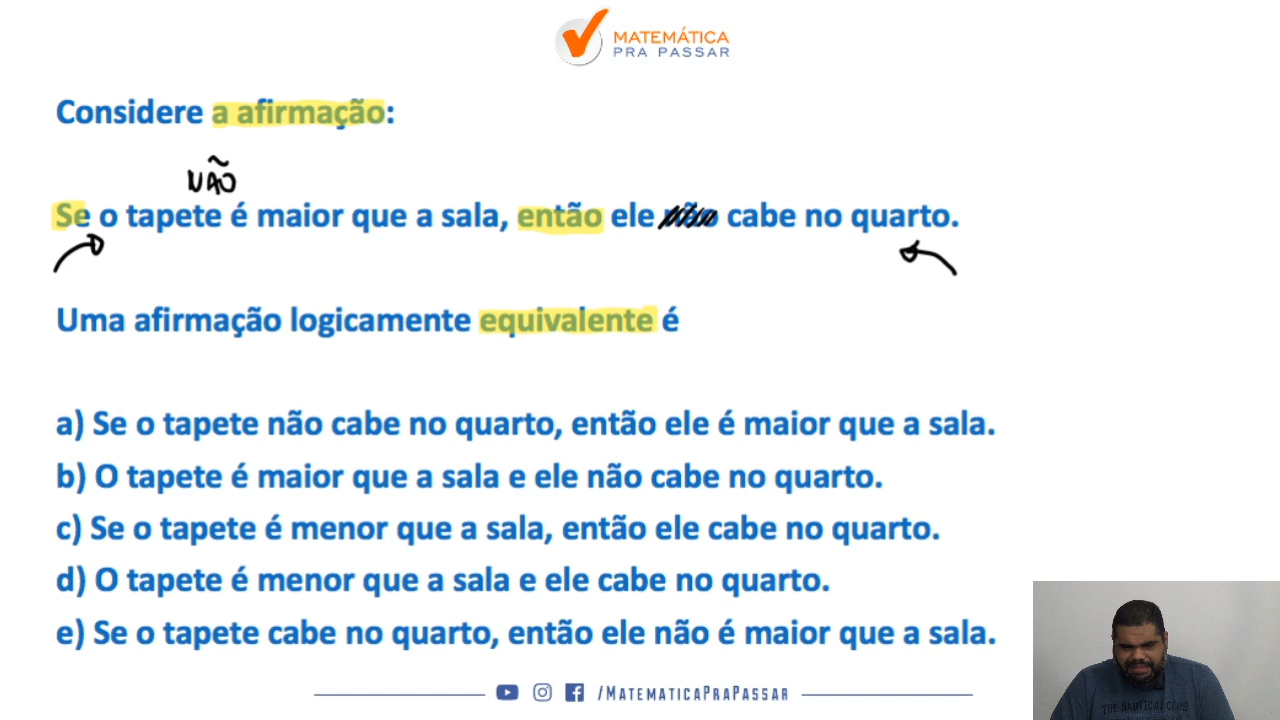 MATEMÁTICA
PRA PASSAR
Considere a afirmação:
NÃO
Se o tapete é maior que a sala, então ele não cabe no quarto.
Uma afirmação logicamente equivalente é
a) Se o tapete não cabe no quarto, então ele é maior que a sala.
b) O tapete é maior que a sala e ele não cabe no quarto.
c) Se o tapete é menor que a sala, então ele cabe no quarto.
d) O tapete é menor que a sala e ele cabe no quarto.
e) Se o tapete cabe no quarto, então ele não é maior que a sala.
/MATEMATICAPRAPASSAR
THE NAUTICAL CLUB